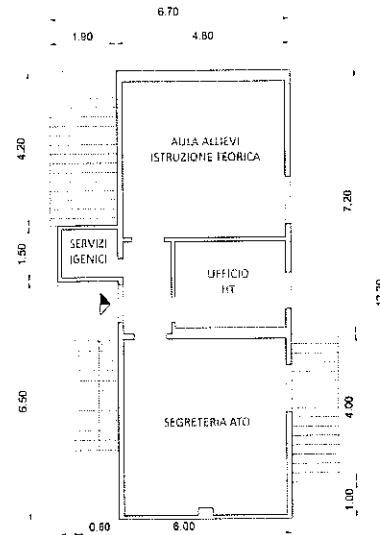 6.70
1.90
4.80
4.20
AULA ALLIEVI
ISTRUZIONE TEORICA
7.20
1.50
SERVIZI
IGENICI
UFFICIO
HT
6.50
SEGRETERIA ATO
4.00
1.00
0.60
6.00